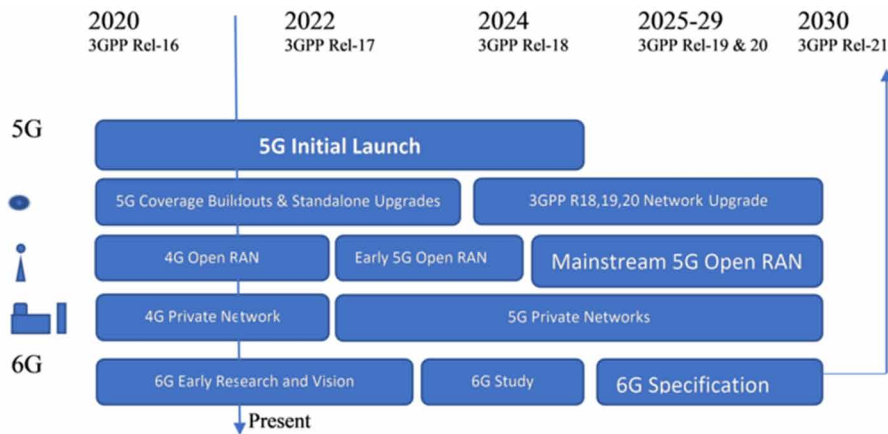 2020 2022 2024 2025-29 2030
3GPP Rel-16 3GPP Rel-17 3GPP Rel-18 3GPP Rel-19 & 20 3GPP Rel-21
5G
5G Initial Launch
5G Coverage Buildouts & Standalone Upgrades 3GPP R18,19,20 Network Upgrade
4G Open RAN Early 5G Open RAN Mainstream 5G Open RAN
4G Private Network 5G Private Networks
6G
6G Early Research and Vision 6G Study 6G Specification
Present